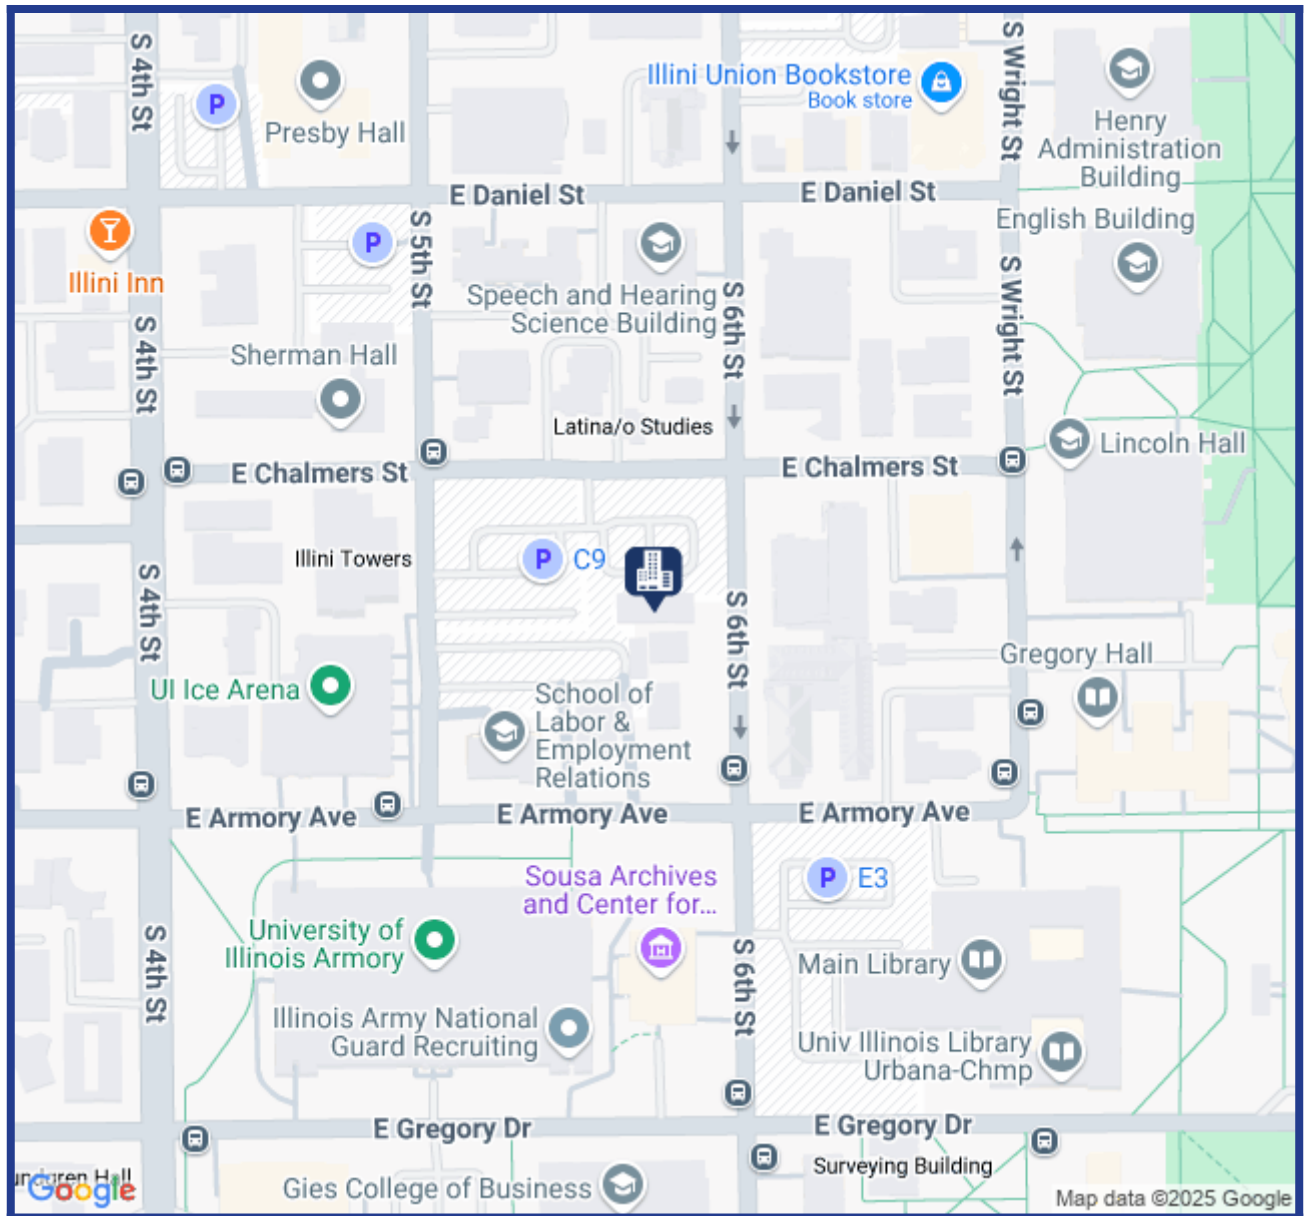 S 4th St
P
Presby Hall
Illini Union Bookstore
Book store
S Wright St
Henry
Administration
Building
E Daniel St
E Daniel St
Illini Inn
P
S 5th St
English Building
Speech and Hearing
Science Building
S 6th St
S Wright St
S 4th St
Sherman Hall
Latina/o Studies
Lincoln Hall
E Chalmers St
E Chalmers St
Illini Towers
P
C9
S 4th St
S 6th St
Gregory Hall
UI Ice Arena
School of
Labor &
Employment
Relations
E Armory Ave
E Armory Ave
E Armory Ave
Sousa Archives
and Center for...
P
E3
University of
Illinois Armory
S 4th St
S 6th St
Main Library
Illinois Army National
Guard Recruiting
Univ Illinois Library
Urbana-Chmp
E Gregory Dr
E Gregory Dr
Surveying Building
Hall
Google
Gies College of Business
Map data ©2025 Google